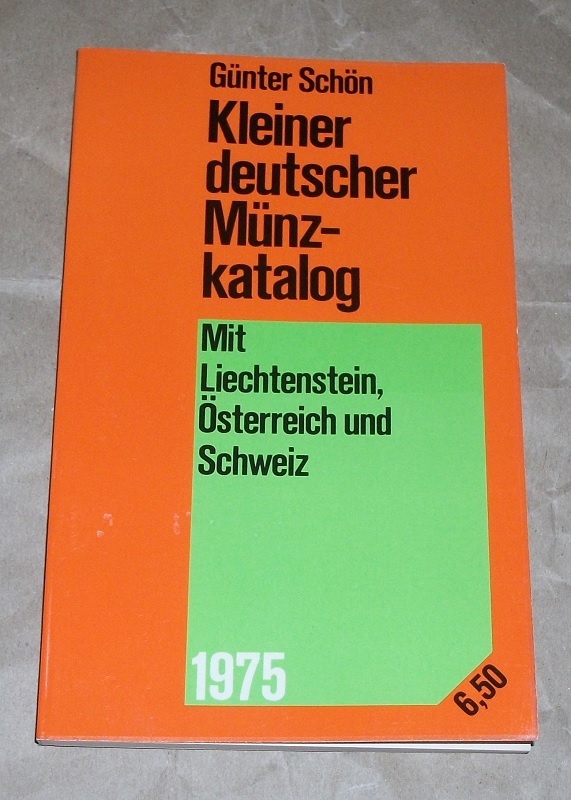 Günter Schön
Kleiner
deutscher
Münz-
katalog
Mit
Liechtenstein,
Österreich und
Schweiz
1975
6,50